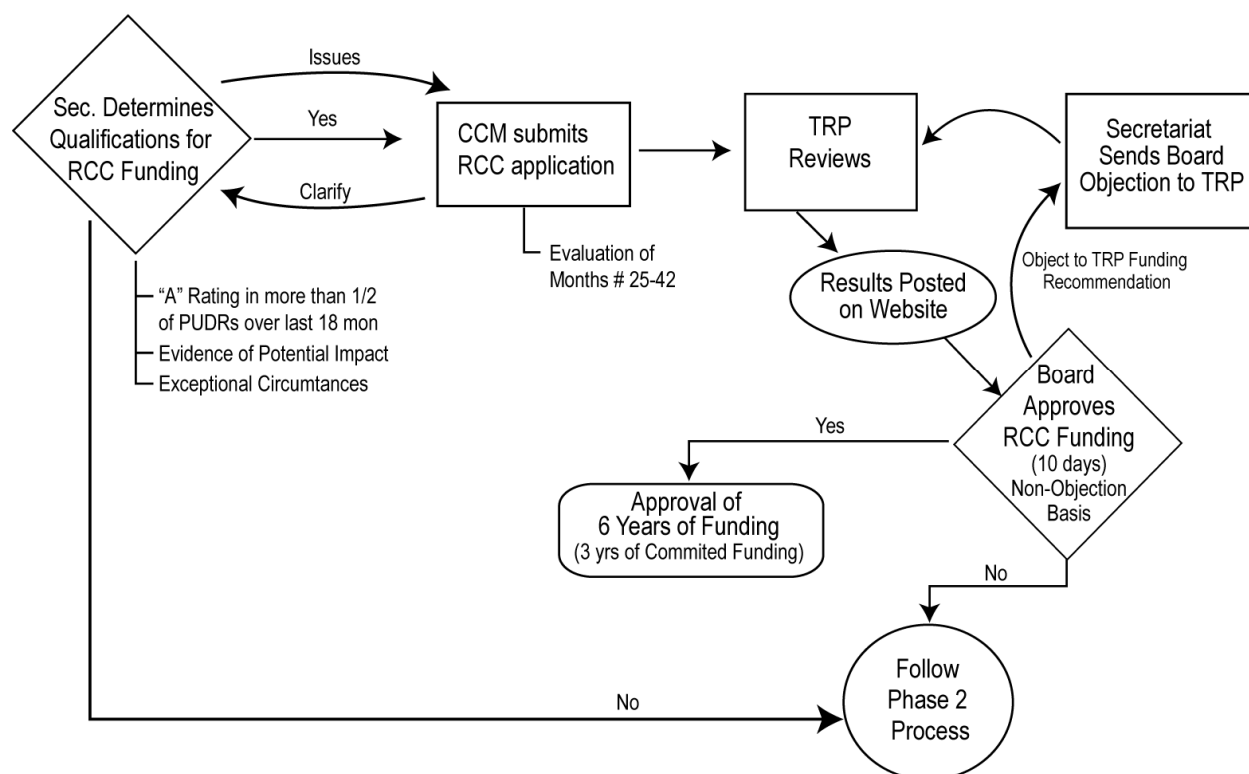 Issues
Sec. Determines
Qualifications for
RCC Funding
Yes
Clarify
CCM submits
RCC application
TRP
Reviews
Secretariat
Sends Board
Objection to TRP
Evaluation of
Months # 25-42
“A” Rating in more than 1/2
of PUDRs over last 18 mon
Evidence of Potential Impact
Exceptional Circumtances
Results Posted
on Website
Object to TRP Funding
Recommendation
Board
Approves
RCC Funding
(10 days)
Non-Objection
Basis
Yes
Approval of
6 Years of Funding
(3 yrs of Commited Funding)
No
Follow
Phase 2
Process
No